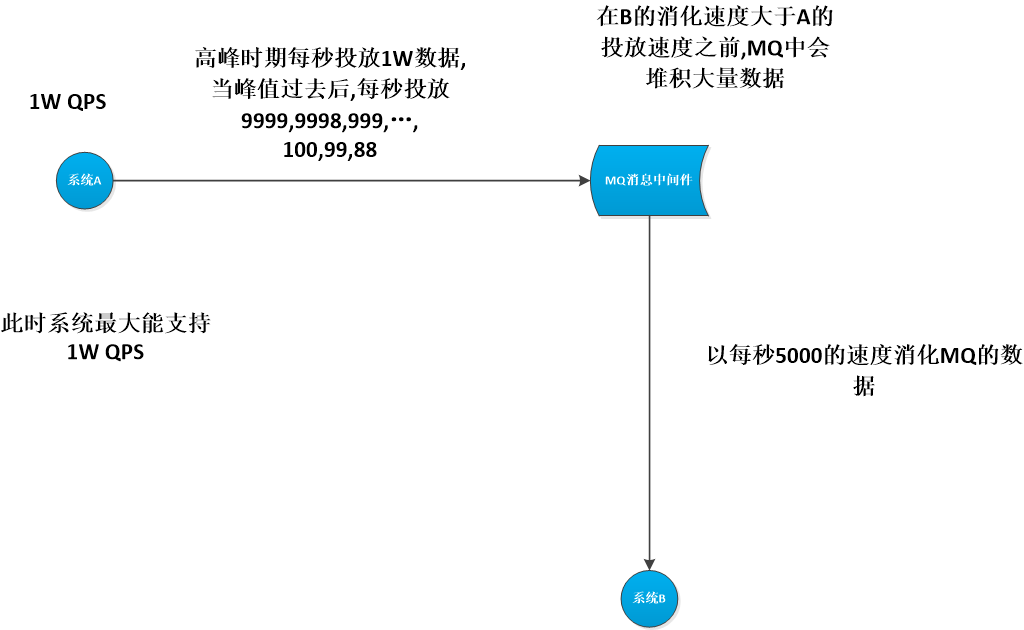 在B的消化速度大于A的
投放速度之前,MQ中会
堆积大量数据
高峰时期每秒投放1W数据,
当峰值过去后,每秒投放
9999,9998,999,…,
100,99,88
1W QPS
系统A
MQ消息中间件
此时系统最大能支持
1W QPS
以每秒5000的速度消化MQ的数
据
系统B